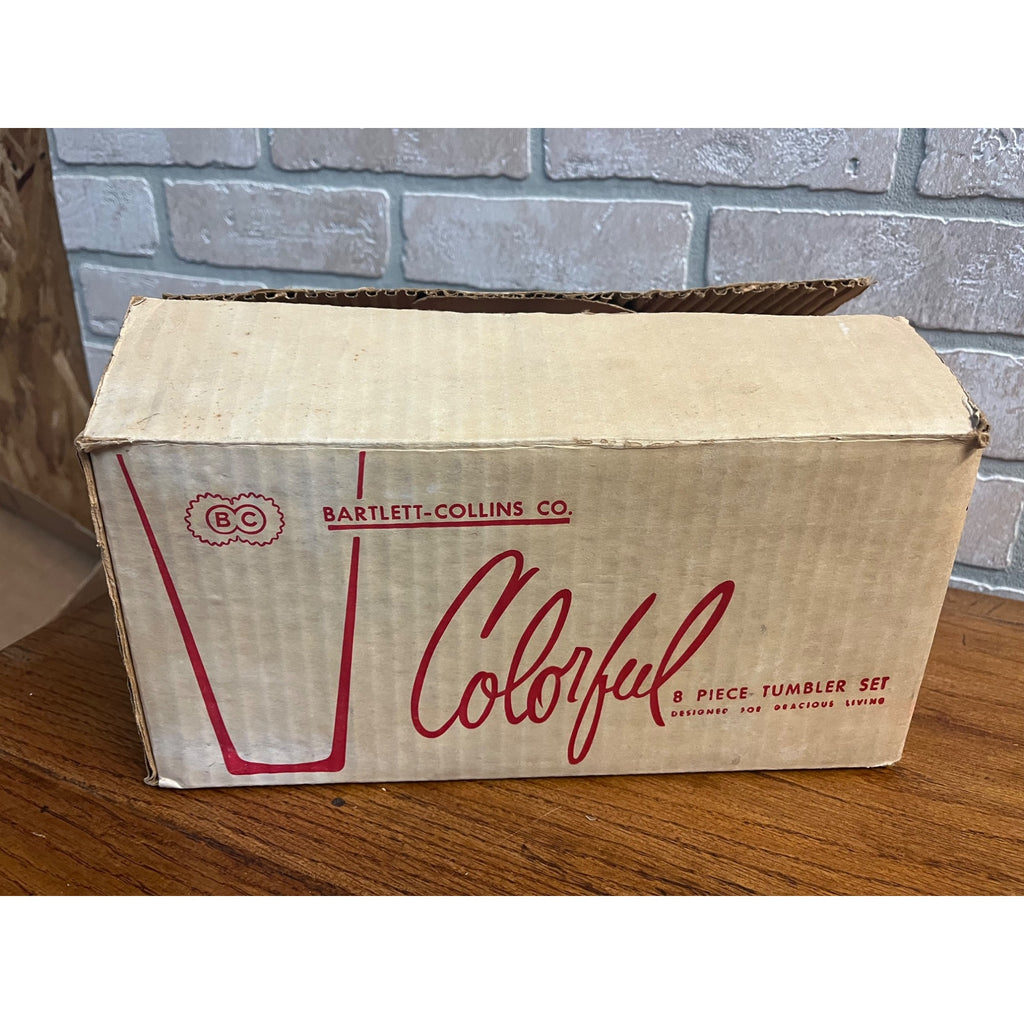 BC
BARTLETT-COLLINS CO.
Colorful
8 PIECE TUMBLER SET
DESIGNED FOR GRACIOUS LIVING